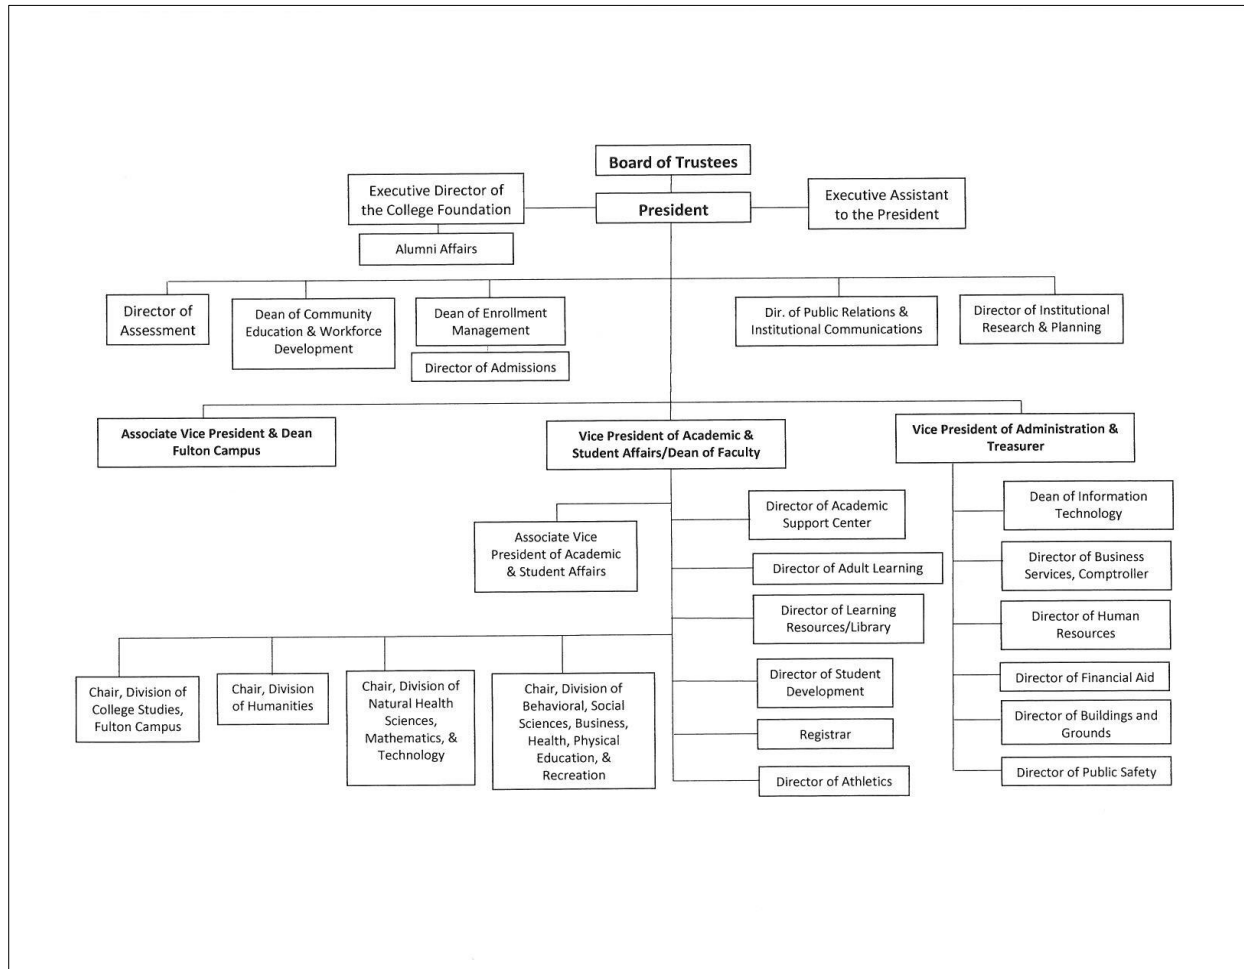 Board of Trustees
Executive Director of
the College Foundation
President
Executive Assistant
to the President
Alumni Affairs
Director of
Assessment
Dean of Community
Education & Workforce
Development
Dean of Enrollment
Management
Director of Admissions
Dir. of Public Relations &
Institutional Communications
Director of Institutional
Research & Planning
Associate Vice President & Dean
Fulton Campus
Vice President of Academic &
Student Affairs/Dean of Faculty
Vice President of Administration &
Treasurer
Associate Vice
President of Academic
& Student Affairs
Director of Academic
Support Center
Director of Adult Learning
Director of Learning
Resources/Library
Director of Student
Development
Registrar
Director of Athletics
Dean of Information
Technology
Director of Business
Services, Comptroller
Director of Human
Resources
Director of Financial Aid
Director of Buildings and
Grounds
Director of Public Safety
Chair, Division of
College Studies,
Fulton Campus
Chair, Division
of Humanities
Chair, Division of
Natural Health
Sciences,
Mathematics, &
Technology
Chair, Division of
Behavioral, Social
Sciences, Business,
Health, Physical
Education, &
Recreation